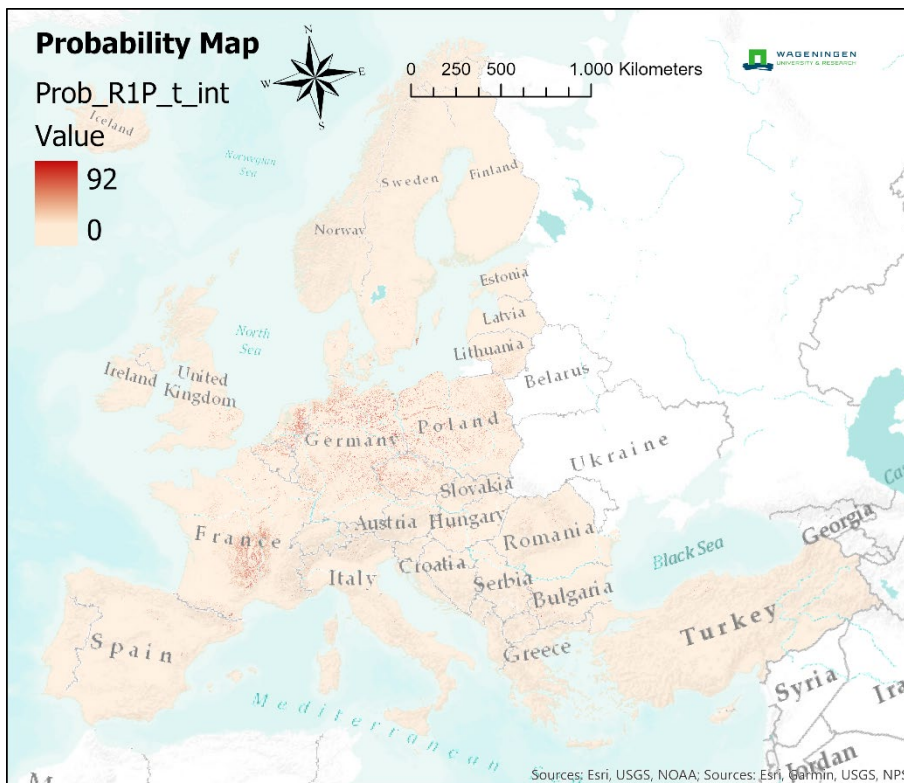 Probability Map
Prob_R1P_t_int
Value
92
0
N
W
E
S
0 250 500 1.000 Kilometers
WAGENINGEN
UNIVERSITY & RESEARCH
Iceland
Norwegian
Sea
Sweden
Finland
Norway
Estonia
Latvia
Lithuania
North
Sea
Ireland
United
Kingdom
Belarus
Germany
Poland
Ukraine
Slovakia
France
Austria
Hungary
Romania
Croatia
Italy
Serbia
Bulgaria
Black Sea
Georgia
Spain
Greece
Turkey
Syria
Mediterranean
Jordan
Sources: Esri, USGS, NOAA; Sources: Esri, Garmin, USGS, NPS